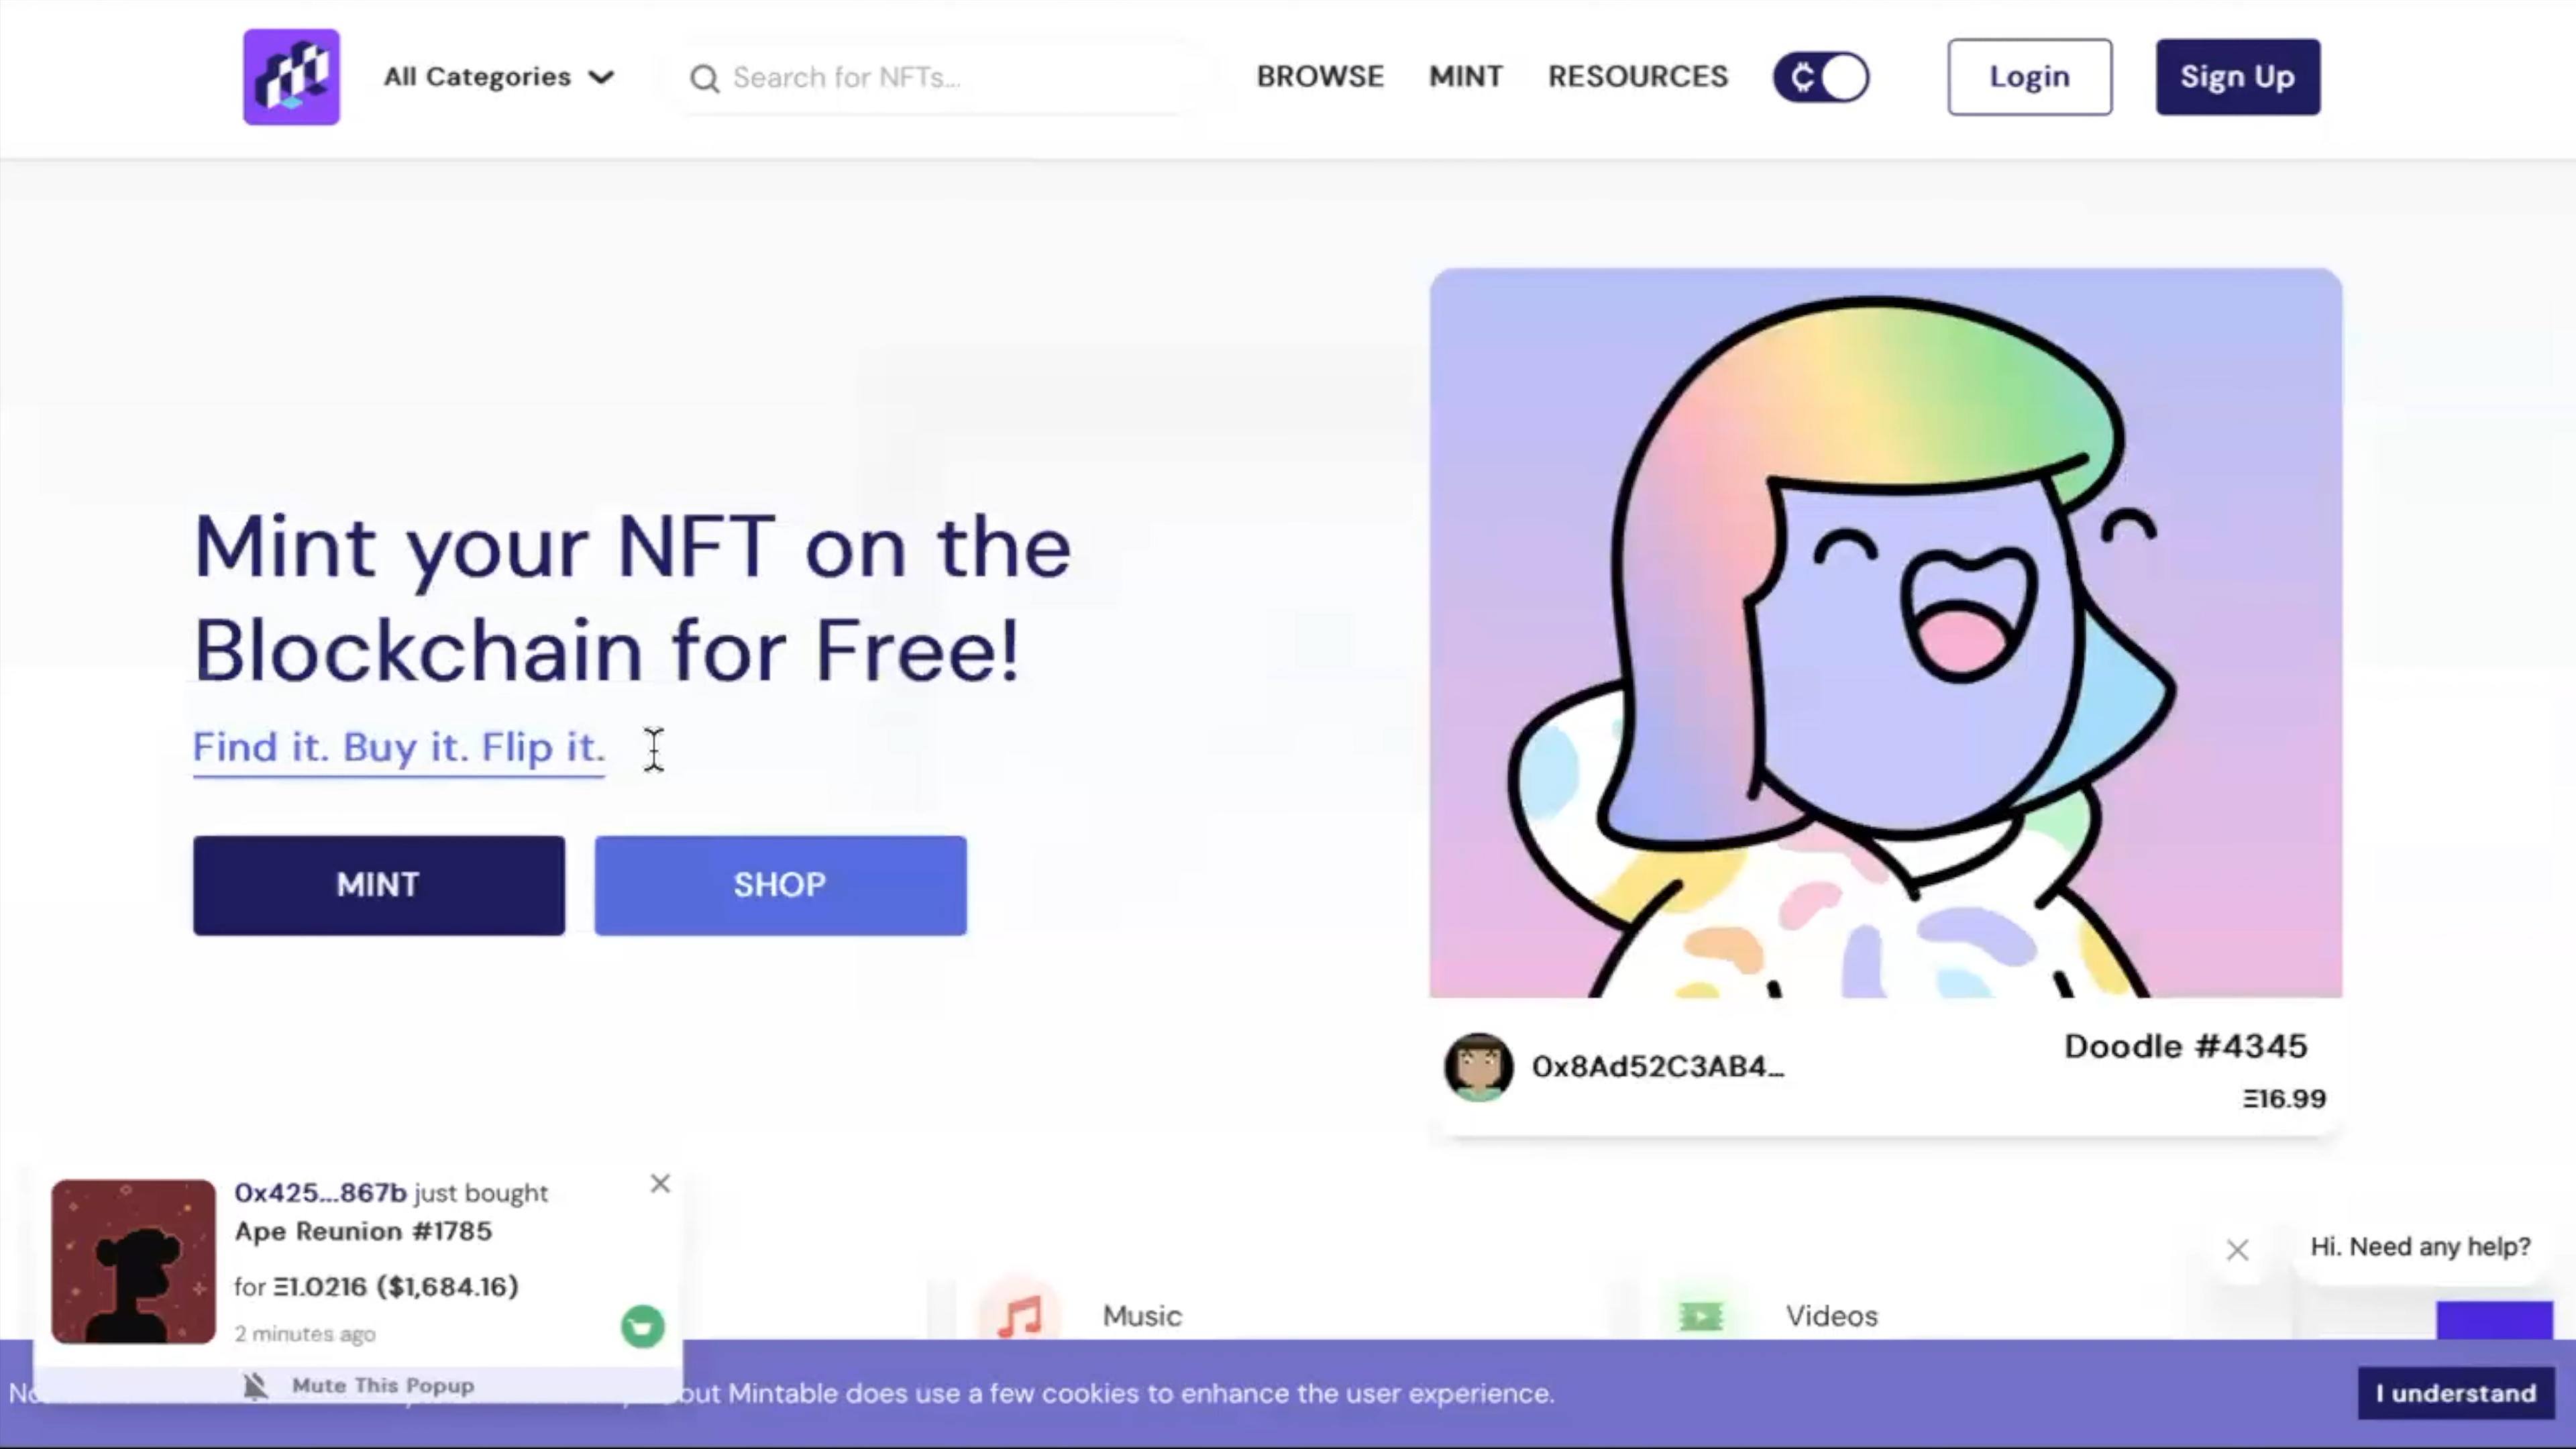 All Categories
Search for NFTs...
BROWSE
MINT
RESOURCES
Login
Sign Up
Mint your NFT on the
Blockchain for Free!
Find it. Buy it. Flip it.
MINT
SHOP
0x8Ad52C3AB4...
Doodle #4345
Ξ16.99
0x425...867b just bought
Ape Reunion #1785
for Ξ1.0216 ($1,684.16)
2 minutes ago
Mute This Popup
Hi. Need any help?
Music
Videos
but Mintable does use a few cookies to enhance the user experience.
I understand